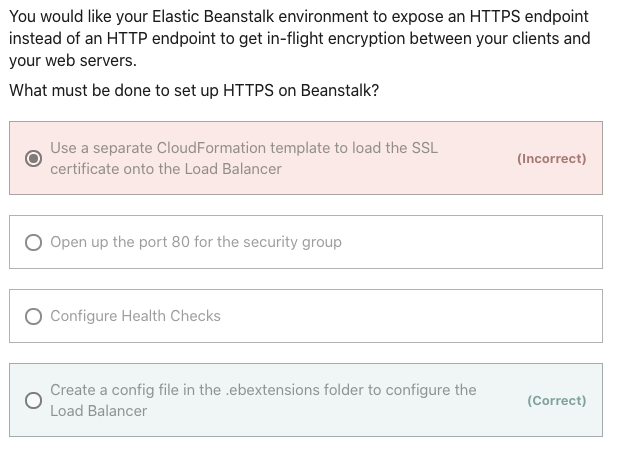 You would like your Elastic Beanstalk environment to expose an HTTPS endpoint
instead of an HTTP endpoint to get in-flight encryption between your clients and
your web servers.
What must be done to set up HTTPS on Beanstalk?
Use a separate CloudFormation template to load the SSL
certificate onto the Load Balancer
(Incorrect)
Open up the port 80 for the security group
Configure Health Checks
Create a config file in the .ebextensions folder to configure the
Load Balancer
(Correct)